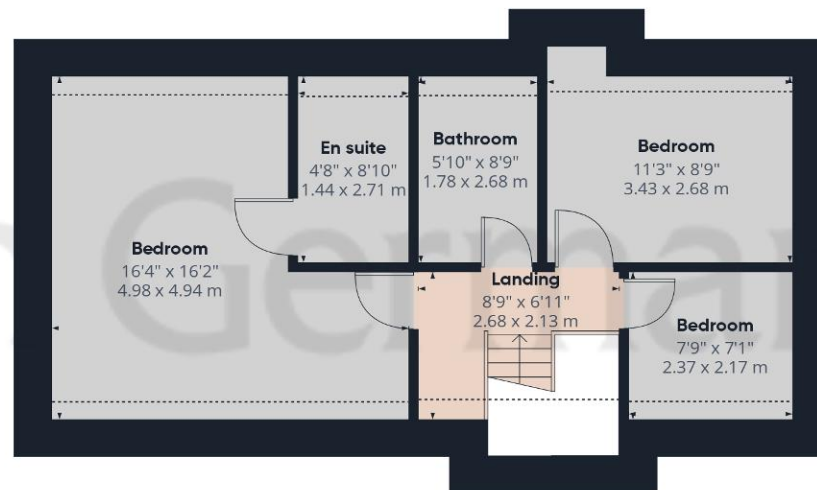 En suite
4'8" x 8'10"
1.44 x 2.71 m
Bathroom
5'10" x 8'9"
1.78 x 2.68 m
Bedroom
11'3" x 8'9"
3.43 x 2.68 m
Bedroom
16'4" x 16'2"
4.98 x 4.94 m
Landing
8'9" x 6'11"
2.68 x 2.13 m
Bedroom
7'9" x 7'1"
2.37 x 2.17 m
German